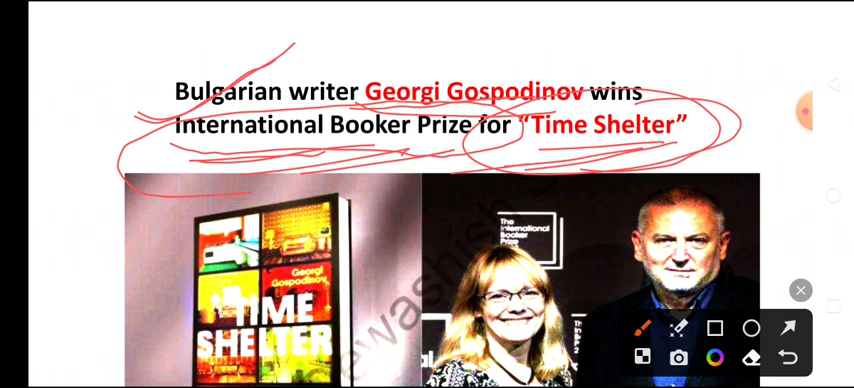 Bulgarian writer Georgi Gospodinov wins
International Booker Prize for “Time Shelter”
Georgi
Gospodinov
TIME
SHELTER
The
International
Booker
Prize